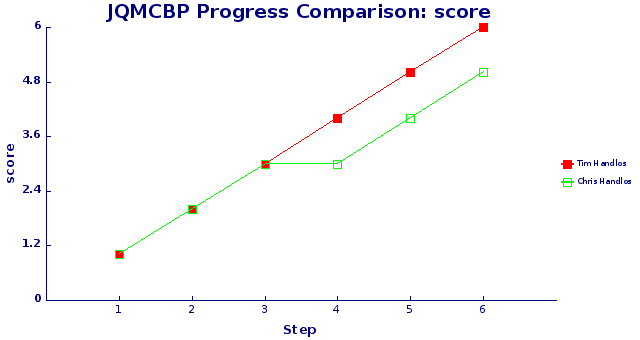 JQMCBP Progress Comparison: score
6
4.8
3.6
2.4
1.2
0
score
1 2 3 4 5 6
Step
Tim Handlos
Chris Handlos